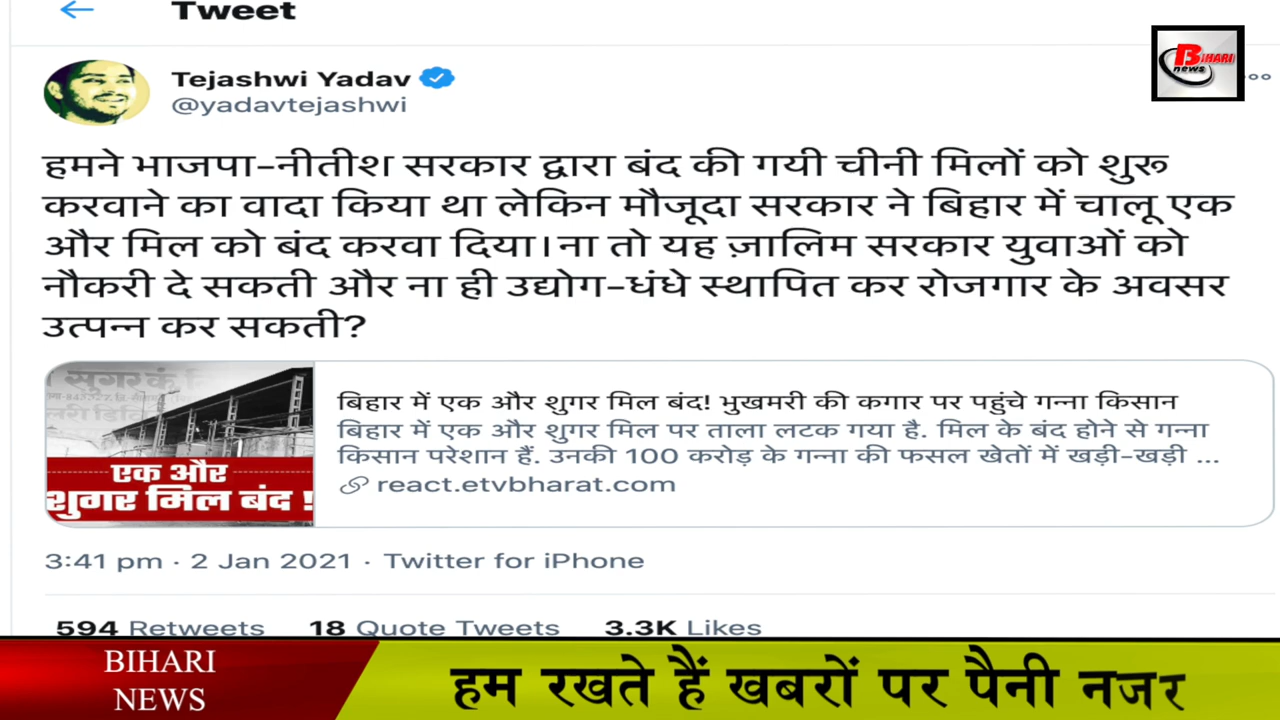 Tweet
BIHARI
news
Tejashwi Yadav
@yadavtejashwi
हमने भाजपा-नीतीश सरकार द्वारा बंद की गयी चीनी मिलों को शुरू
करवाने का वादा किया था लेकिन मौजूदा सरकार ने बिहार में चालू एक
और मिल को बंद करवा दिया।ना तो यह ज़ालिम सरकार युवाओं को
नौकरी दे सकती और ना ही उद्योग-धंधे स्थापित कर रोजगार के अवसर
उत्पन्न कर सकती?
एक और
शुगर मिल बंद !
बिहार में एक और शुगर मिल बंद! भुखमरी की कगार पर पहुंचे गन्ना किसान
बिहार में एक और शुगर मिल पर ताला लटक गया है. मिल के बंद होने से गन्ना
किसान परेशान हैं. उनकी 100 करोड़ के गन्ना की फसल खेतों में खड़ी-खड़ी ...
react.etvbharat.com
3:41 pm · 2 Jan 2021 · Twitter for iPhone
594 Retweets 18 Quote Tweets 3.3K Likes
BIHARI
NEWS
हम रखते हैं खबरों पर पैनी नजर